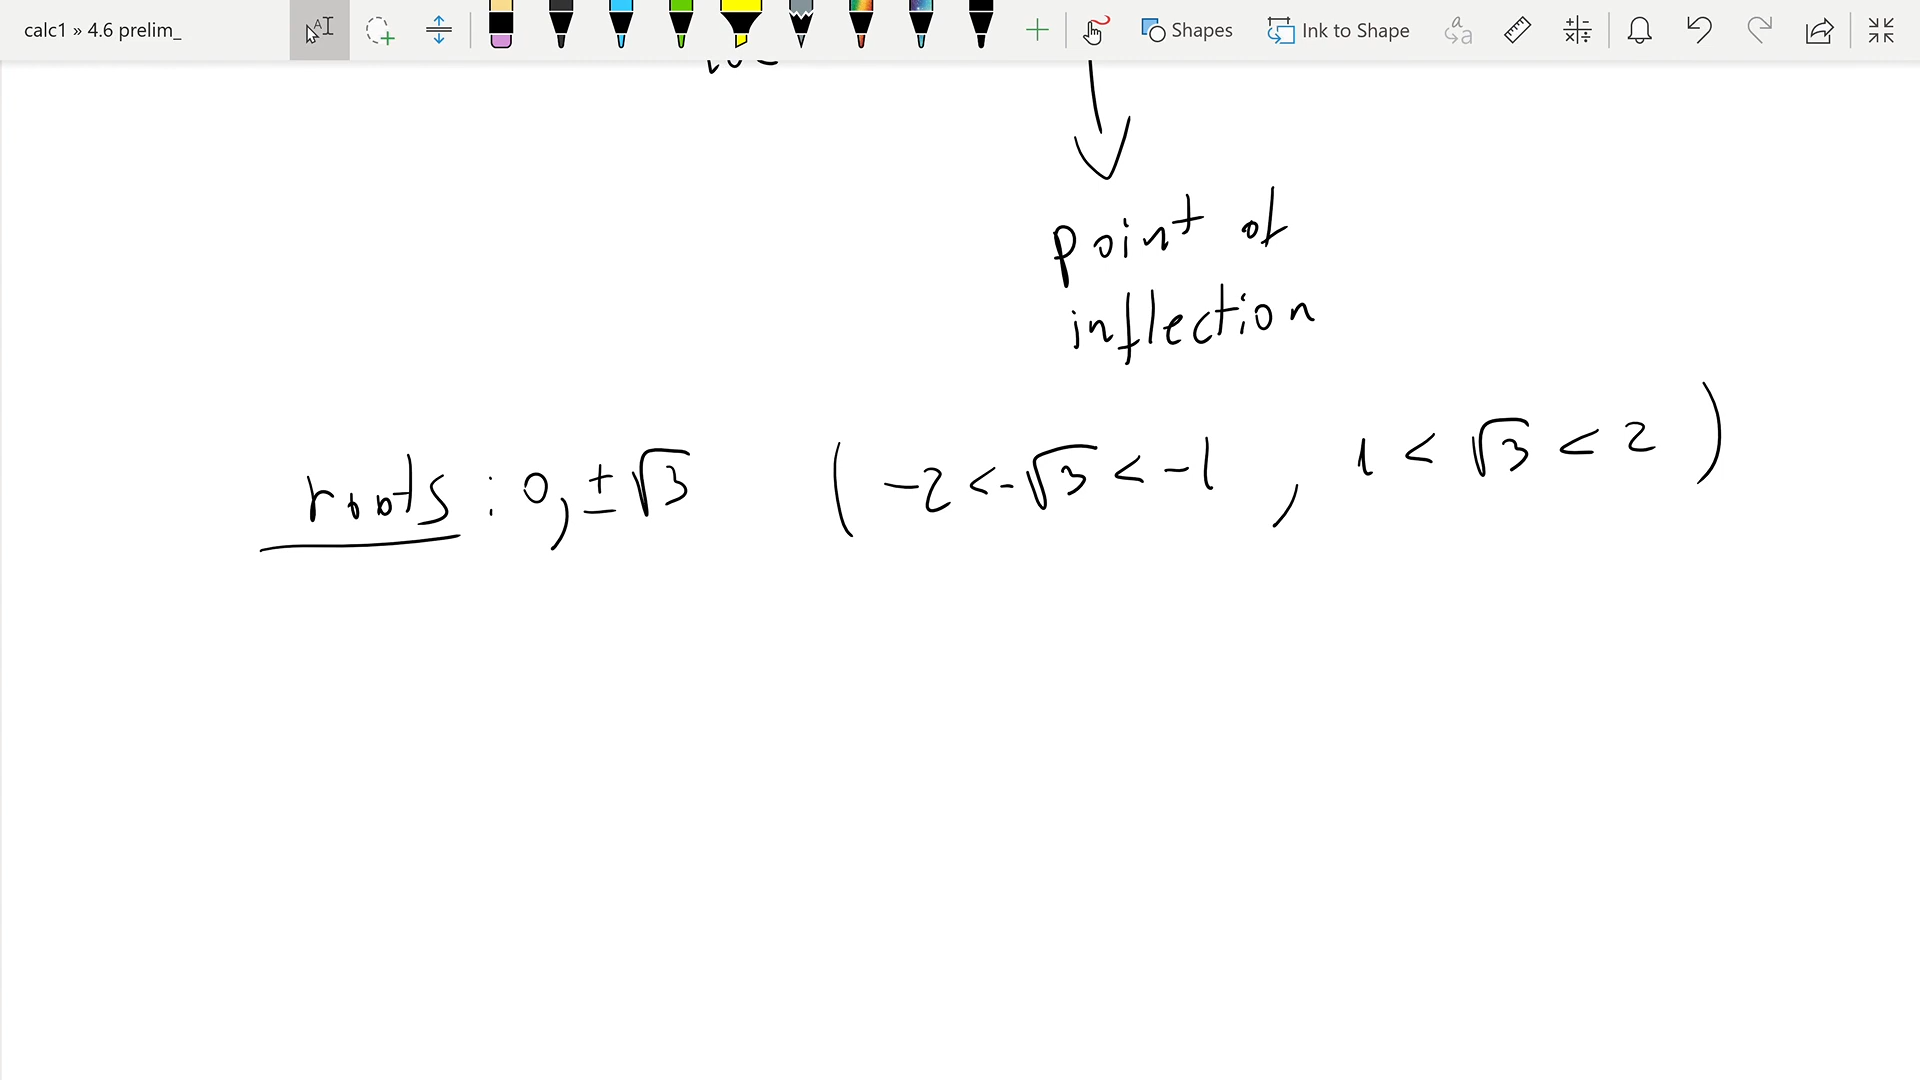 calc1 » 4.6 prelim_ Shapes Ink to Shape
point of
inflection
roots : 0, ±√3 ( -2 < -√3 < -1 , 1 < √3 < 2 )